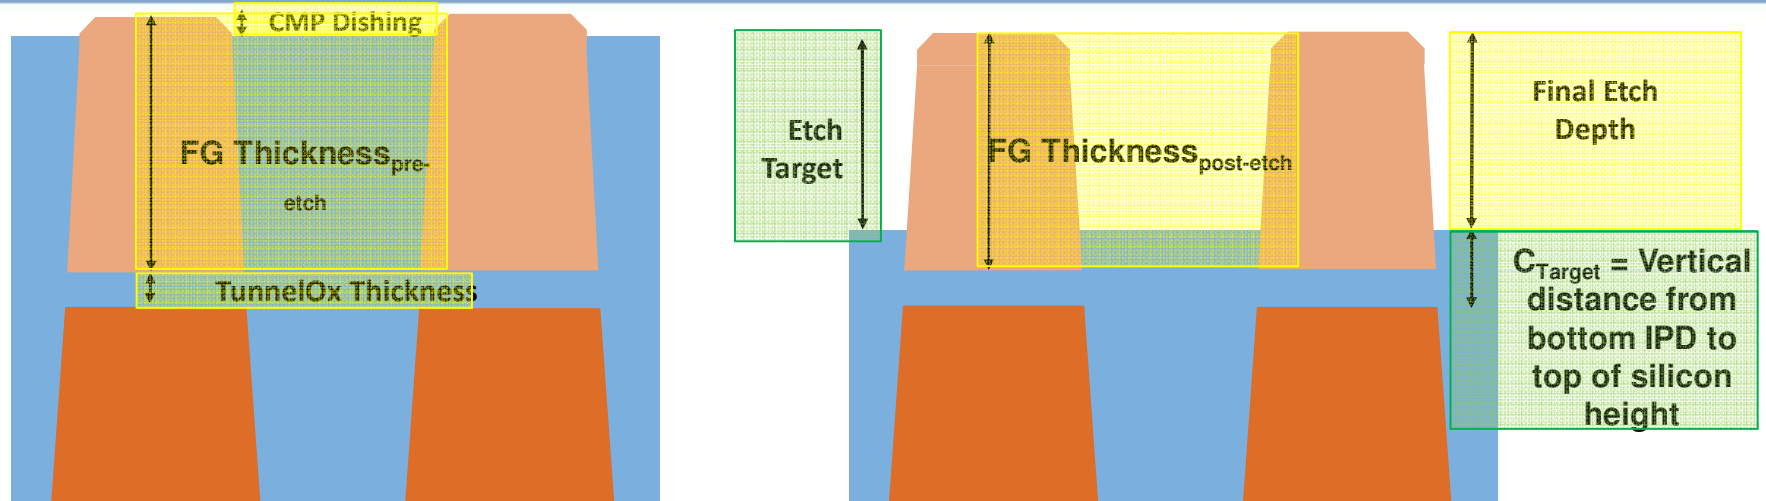 CMP Dishing
FG Thicknesspre-
etch
TunnelOx Thickness
Etch
Target
FG Thicknesspost-etch
Final Etch
Depth
CTarget = Vertical
distance from
bottom IPD to
top of silicon
height